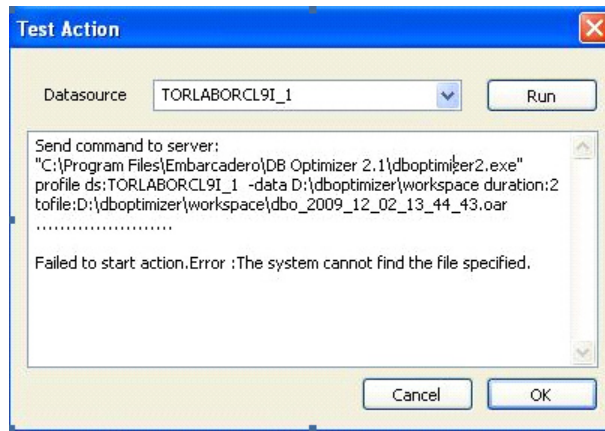 Test Action
Datasource TORLABORCL9I_1 Run
Send command to server:
"C:\Program Files\Embarcadero\DB Optimizer 2.1\dboptimizer2.exe"
profile ds:TORLABORCL9I_1 -data D:\dboptimizer\workspace duration:2
tofile:D:\dboptimizer\workspace\dbo_2009_12_02_13_44_43.oar
.......................
Failed to start action.Error :The system cannot find the file specified.
Cancel OK